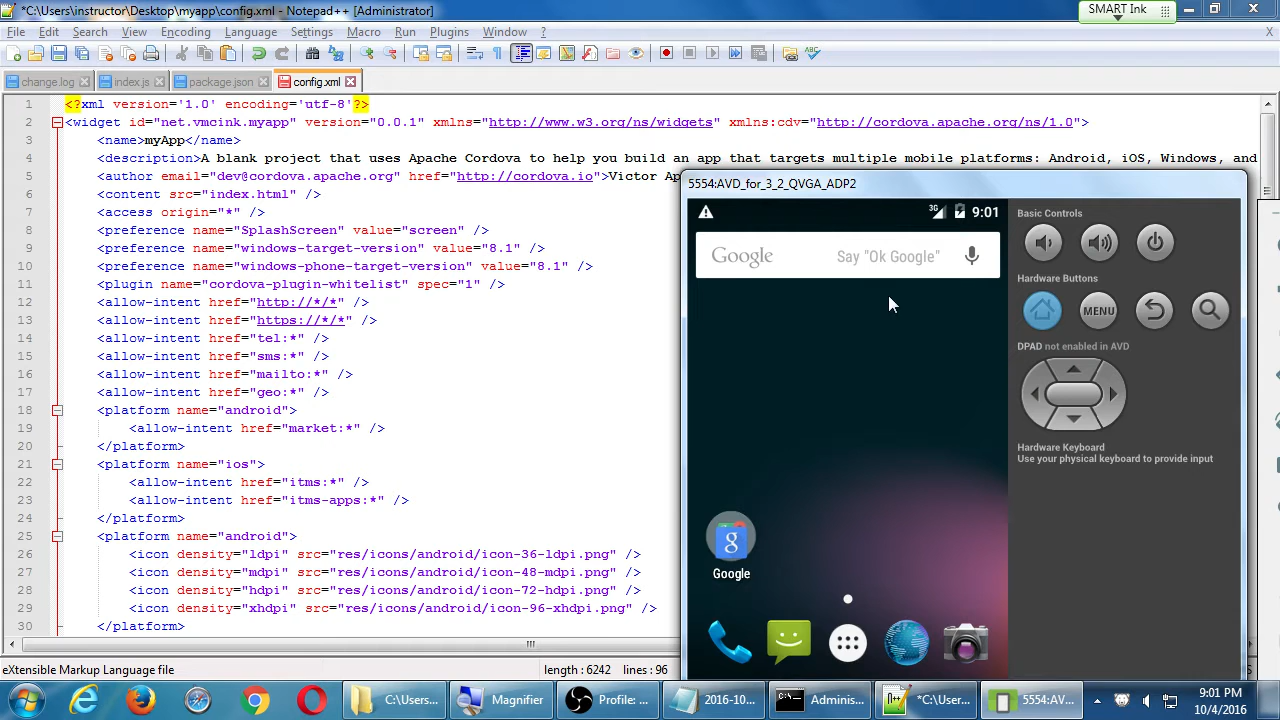 *C:\Users\instructor\Desktop\myapp\config.xml - Notepad++ [Administrator]
SMART Ink
File Edit Search View Encoding Language Settings Macro Run Plugins Window ? X
change.log index.js package.json config.xml
1 <?xml version='1.0' encoding='utf-8'?>
2 <widget id="net.vmcink.myapp" version="0.0.1" xmlns="http://www.w3.org/ns/widgets" xmlns:cdv="http://cordova.apache.org/ns/1.0">
3 <name>myApp</name>
4 <description>A blank project that uses Apache Cordova to help you build an app that targets multiple mobile platforms: Android, iOS, Windows, and
5 <author email="dev@cordova.apache.org" href="http://cordova.io">Victor Ap
6 <content src="index.html" />
7 <access origin="*" />
8 <preference name="SplashScreen" value="screen" />
9 <preference name="windows-target-version" value="8.1" />
10 <preference name="windows-phone-target-version" value="8.1" />
11 <plugin name="cordova-plugin-whitelist" spec="1" />
12 <allow-intent href="http://*/*" />
13 <allow-intent href="https://*/*" />
14 <allow-intent href="tel:*" />
15 <allow-intent href="sms:*" />
16 <allow-intent href="mailto:*" />
17 <allow-intent href="geo:*" />
18 <platform name="android">
19 <allow-intent href="market:*" />
20 </platform>
21 <platform name="ios">
22 <allow-intent href="itms:*" />
23 <allow-intent href="itms-apps:*" />
24 </platform>
25 <platform name="android">
26 <icon density="ldpi" src="res/icons/android/icon-36-ldpi.png" />
27 <icon density="mdpi" src="res/icons/android/icon-48-mdpi.png" />
28 <icon density="hdpi" src="res/icons/android/icon-72-hdpi.png" />
29 <icon density="xhdpi" src="res/icons/android/icon-96-xhdpi.png" />
30 </platform>
5554:AVD_for_3_2_QVGA_ADP2
3G 9:01
Google Say "Ok Google"
g
Google
Basic Controls
Hardware Buttons
MENU
DPAD not enabled in AVD
Hardware Keyboard
Use your physical keyboard to provide input
eXtensible Markup Language file length : 6242 lines : 96
C:\Users... Magnifier Profile: ... 2016-10... Adminis... *C:\User... 5554:AV...
9:01 PM
10/4/2016